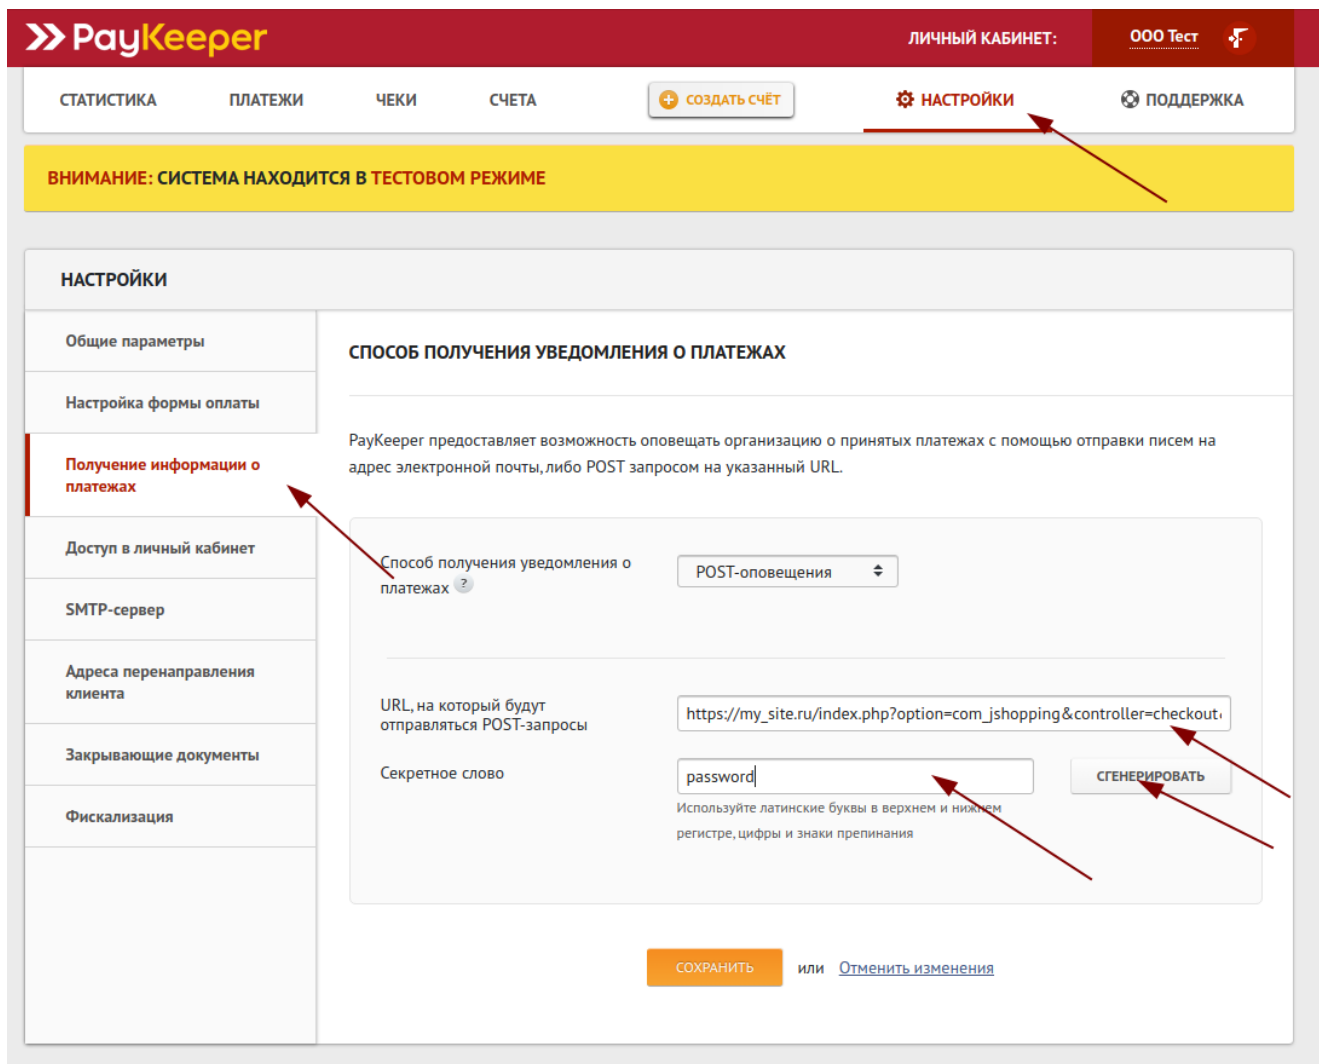 PayKeeper
ЛИЧНЫЙ КАБИНЕТ:
ООО Тест
СТАТИСТИКА
ПЛАТЕЖИ
ЧЕКИ
СЧЕТА
СОЗДАТЬ СЧЁТ
НАСТРОЙКИ
ПОДДЕРЖКА
ВНИМАНИЕ: СИСТЕМА НАХОДИТСЯ В ТЕСТОВОМ РЕЖИМЕ
НАСТРОЙКИ
Общие параметры
Настройка формы оплаты
Получение информации о
платежах
Доступ в личный кабинет
SMTP-сервер
Адреса перенаправления
клиента
Закрывающие документы
Фискализация
СПОСОБ ПОЛУЧЕНИЯ УВЕДОМЛЕНИЯ О ПЛАТЕЖАХ
PayKeeper предоставляет возможность оповещать организацию о принятых платежах с помощью отправки писем на
адрес электронной почты, либо POST запросом на указанный URL.
Способ получения уведомления о
платежах ?
POST-оповещения
URL, на который будут
отправляться POST-запросы
https://my_site.ru/index.php?option=com_jshopping&controller=checkout
Секретное слово
password
СГЕНЕРИРОВАТЬ
Используйте латинские буквы в верхнем и нижнем
регистре, цифры и знаки препинания
СОХРАНИТЬ
или
Отменить изменения